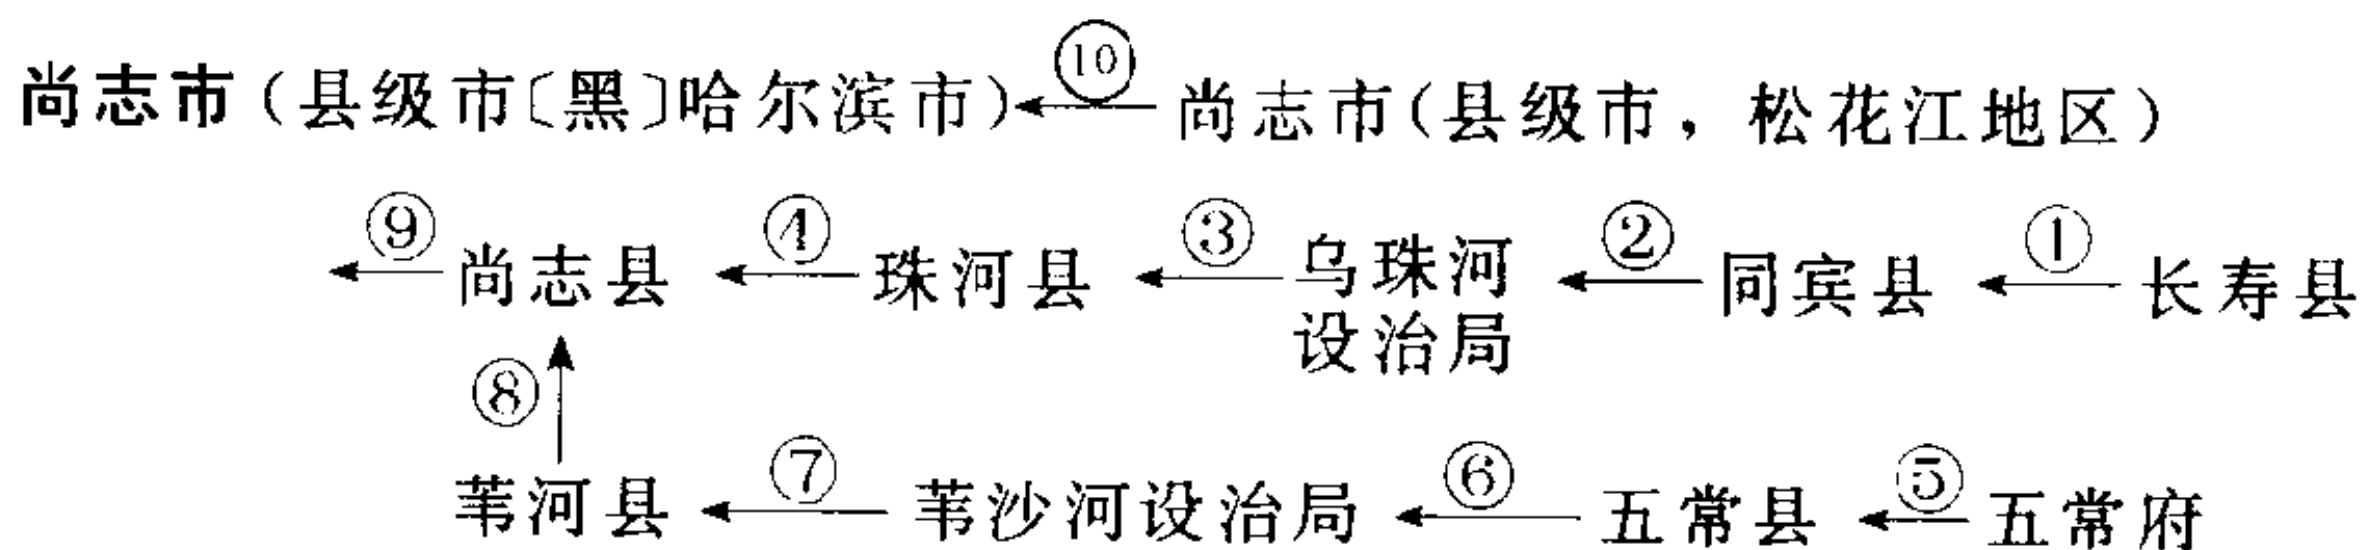 尚志市(县级市〔黑〕哈尔滨市)←⑩尚志市(县级市，松花江地区)
←⑨尚志县←④珠河县←③乌珠河设治局←②同宾县←①长寿县
↑⑧
苇河县←⑦苇沙河设治局←⑥五常县←⑤五常府